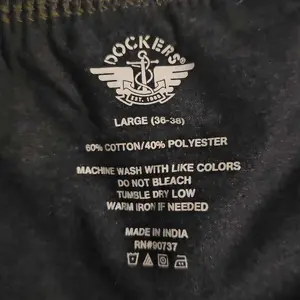 DOCKERS
EST. 1986
LARGE (36-38)
60% COTTON/40% POLYESTER
MACHINE WASH WITH LIKE COLORS
DO NOT BLEACH
TUMBLE DRY LOW
WARM IRON IF NEEDED
MADE IN INDIA
RN#90737